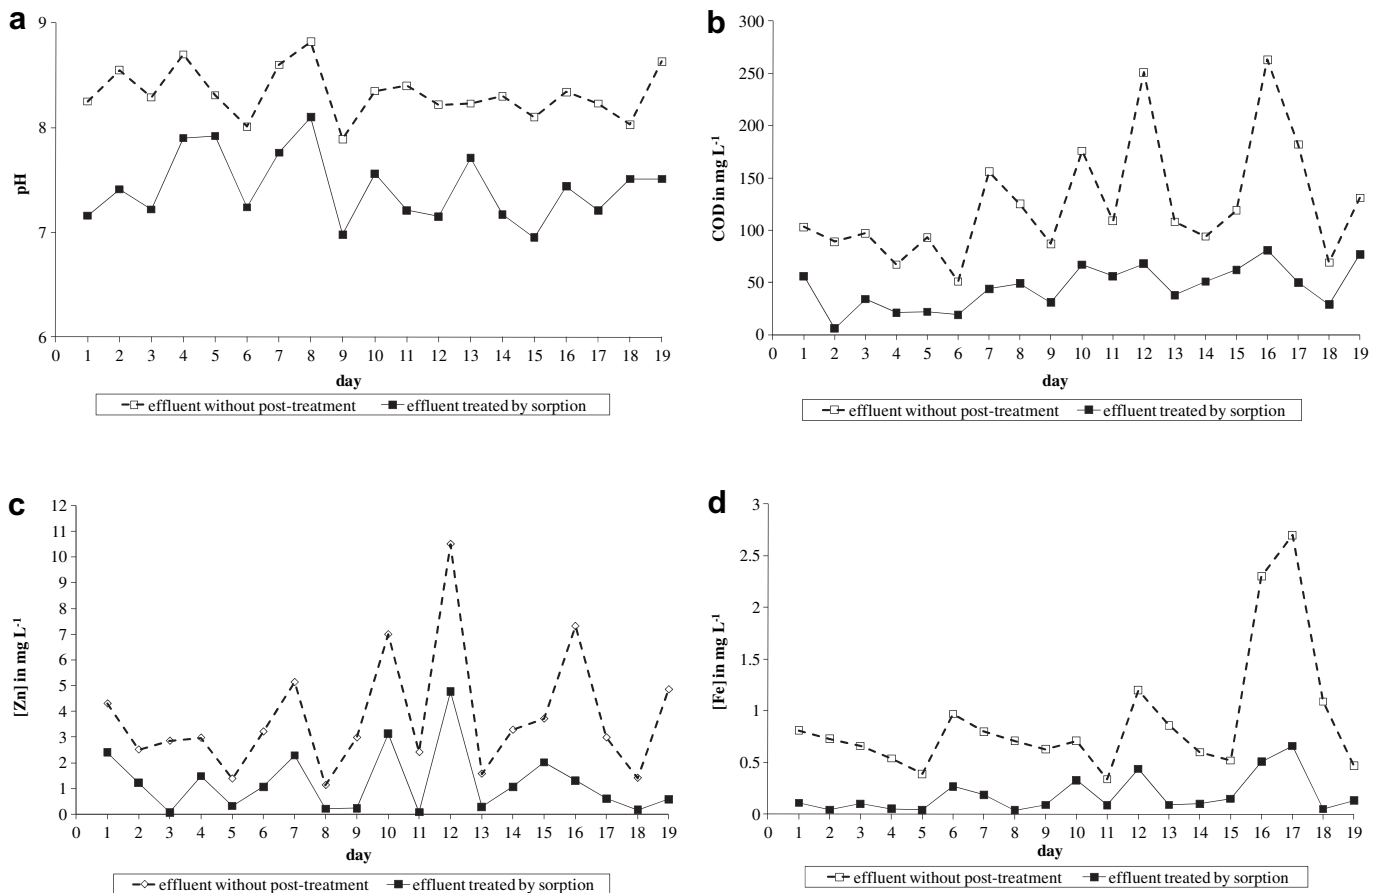 a
9
8
7
6
pH
0 1 2 3 4 5 6 7 8 9 10 11 12 13 14 15 16 17 18 19
day
effluent without post-treatment effluent treated by sorption
b
300
250
200
150
100
50
0
COD in mg L-1
0 1 2 3 4 5 6 7 8 9 10 11 12 13 14 15 16 17 18 19
day
effluent without post-treatment effluent treated by sorption
c
12
11
10
9
8
7
6
5
4
3
2
1
0
[Zn] in mg L-1
0 1 2 3 4 5 6 7 8 9 10 11 12 13 14 15 16 17 18 19
day
effluent without post-treatment effluent treated by sorption
d
3
2.5
2
1.5
1
0.5
0
[Fe] in mg L-1
0 1 2 3 4 5 6 7 8 9 10 11 12 13 14 15 16 17 18 19
day
effluent without post-treatment effluent treated by sorption